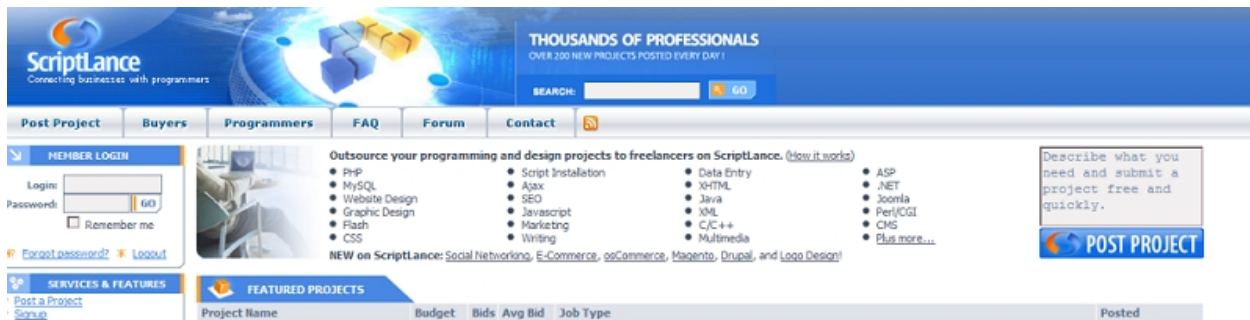 ScriptLance
Connecting businesses with programmers
THOUSANDS OF PROFESSIONALS
OVER 200 NEW PROJECTS POSTED EVERY DAY !
SEARCH: GO
Post Project Buyers Programmers FAQ Forum Contact
MEMBER LOGIN
Login:
Password: GO
Remember me
Forgot password? Logout
SERVICES & FEATURES
Post a Project
Signup
Outsource your programming and design projects to freelancers on ScriptLance. (How it works)
PHP
MySQL
Website Design
Graphic Design
Flash
CSS
Script Installation
Ajax
SEO
Javascript
Marketing
Writing
Data Entry
XHTML
Java
XML
C/C++
Multimedia
ASP
.NET
Joomla
Perl/CGI
CMS
Plus more...
NEW on ScriptLance: Social Networking, E-Commerce, osCommerce, Magento, Drupal, and Logo Design!
Describe what you
need and submit a
project free and
quickly.
POST PROJECT
FEATURED PROJECTS
Project Name Budget Bids Avg Bid Job Type Posted